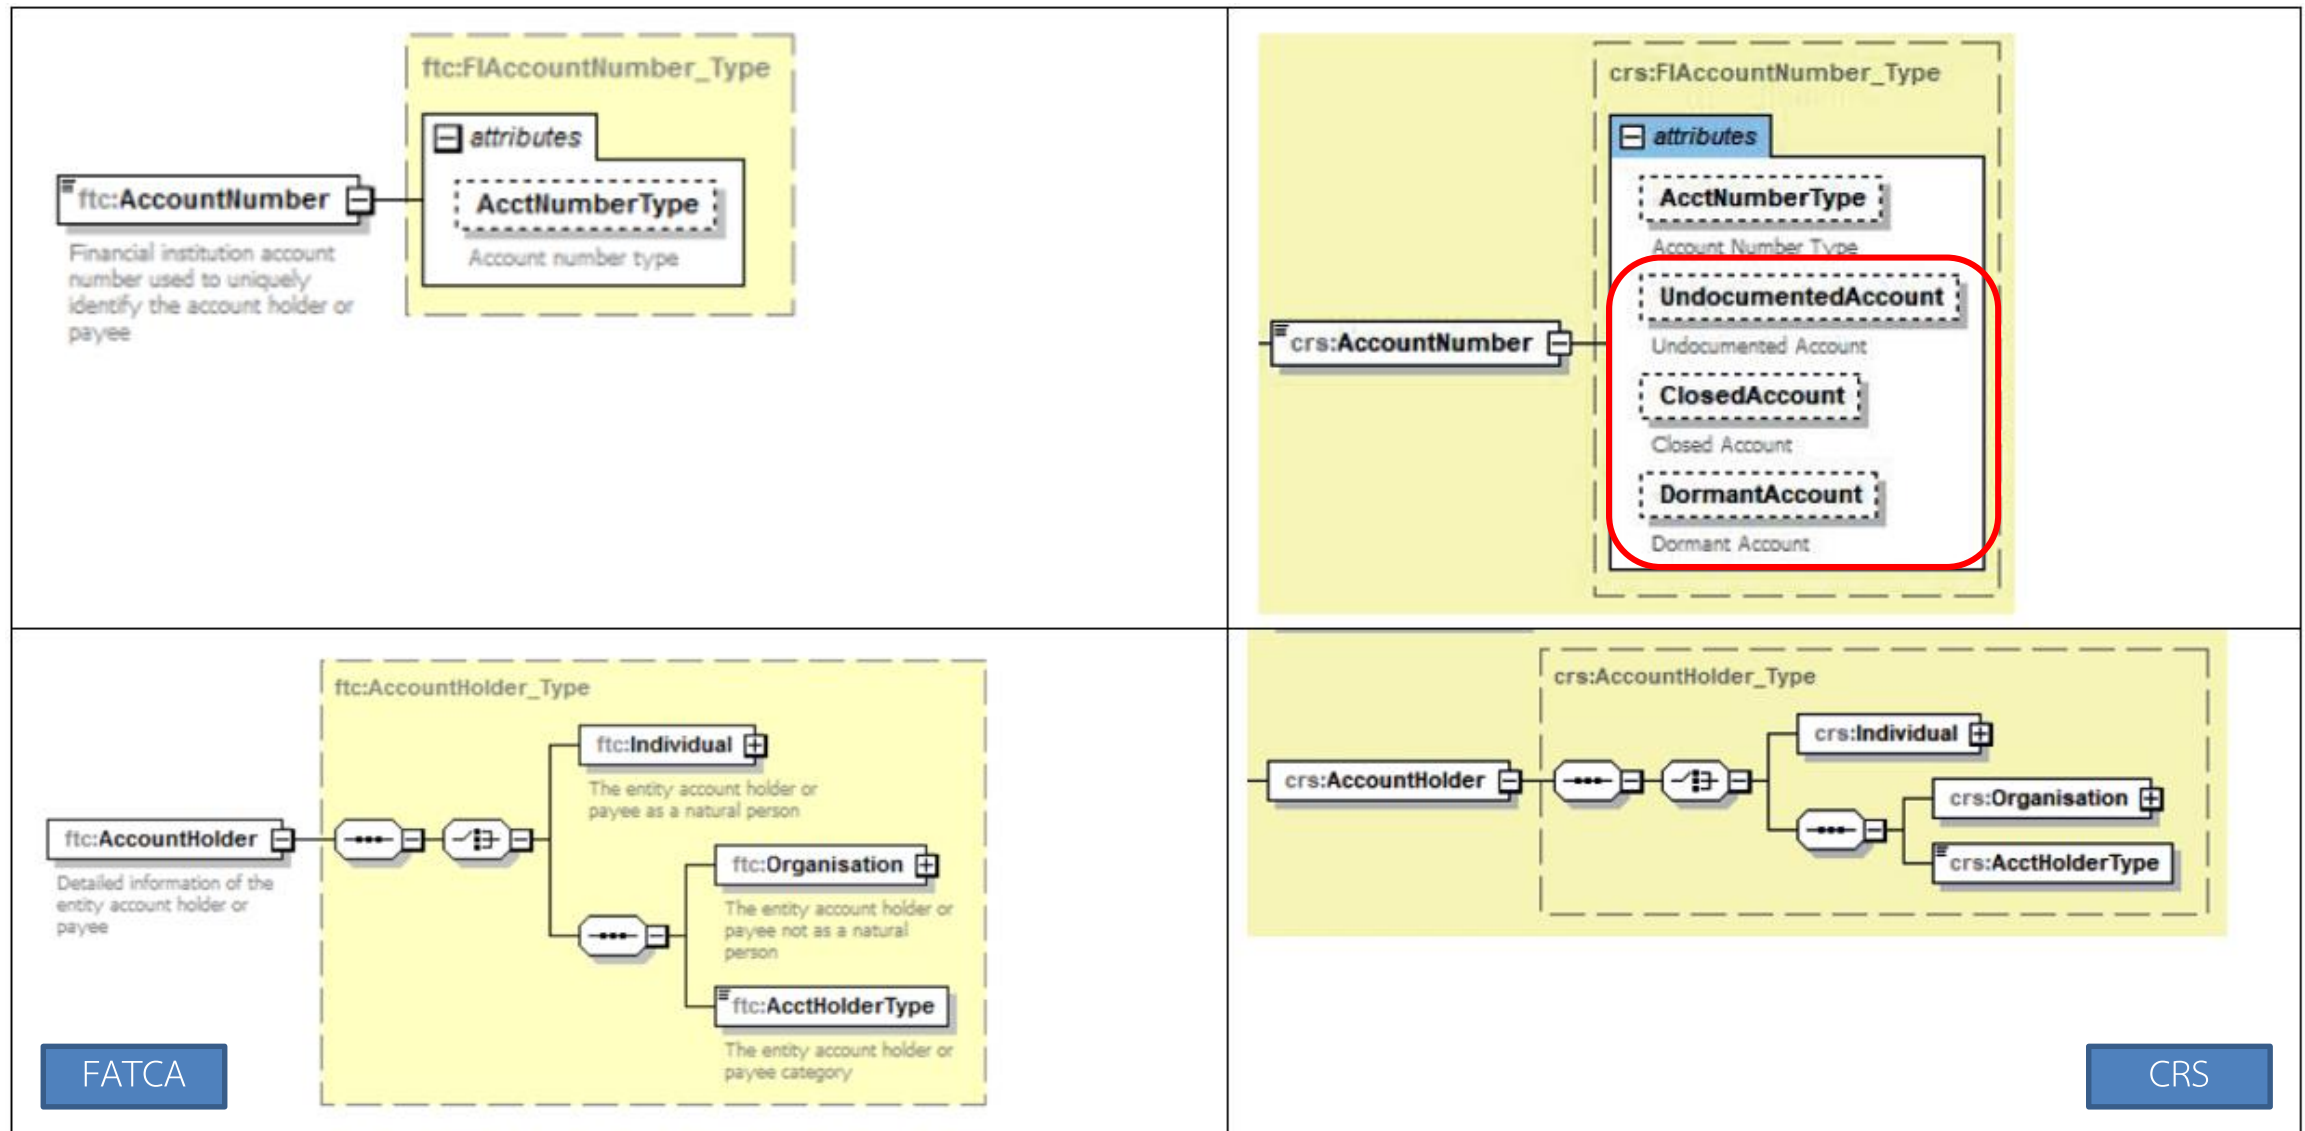 ftc:FIAccountNumber_Type
attributes
ftc:AccountNumber
AcctNumberType
Account number type
Financial institution account
number used to uniquely
identify the account holder or
payee
crs:FIAccountNumber_Type
attributes
AcctNumberType
Account Number Type
UndocumentedAccount
Undocumented Account
crs:AccountNumber
ClosedAccount
Closed Account
DormantAccount
Dormant Account
ftc:AccountHolder_Type
ftc:Individual
The entity account holder or
payee as a natural person
ftc:AccountHolder
Detailed information of the
entity account holder or
payee
ftc:Organisation
The entity account holder or
payee not as a natural
person
ftc:AcctHolderType
The entity account holder or
payee category
FATCA
crs:AccountHolder_Type
crs:Individual
crs:AccountHolder
crs:Organisation
crs:AcctHolderType
CRS